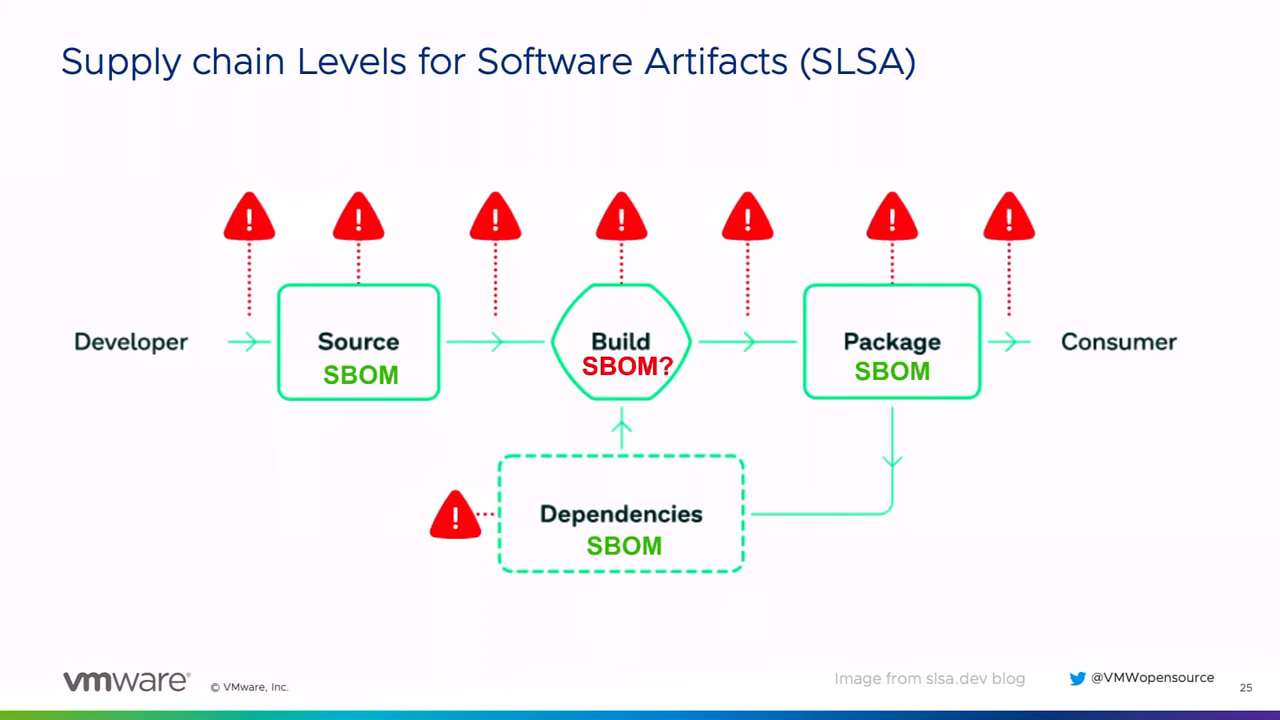 Supply chain Levels for Software Artifacts (SLSA)
! ! ! ! ! ! !
Developer
Source
SBOM
Build
SBOM?
Package
SBOM
Consumer
!
Dependencies
SBOM
vmware®
© VMware, Inc.
Image from slsa.dev blog
@VMWopensource
25